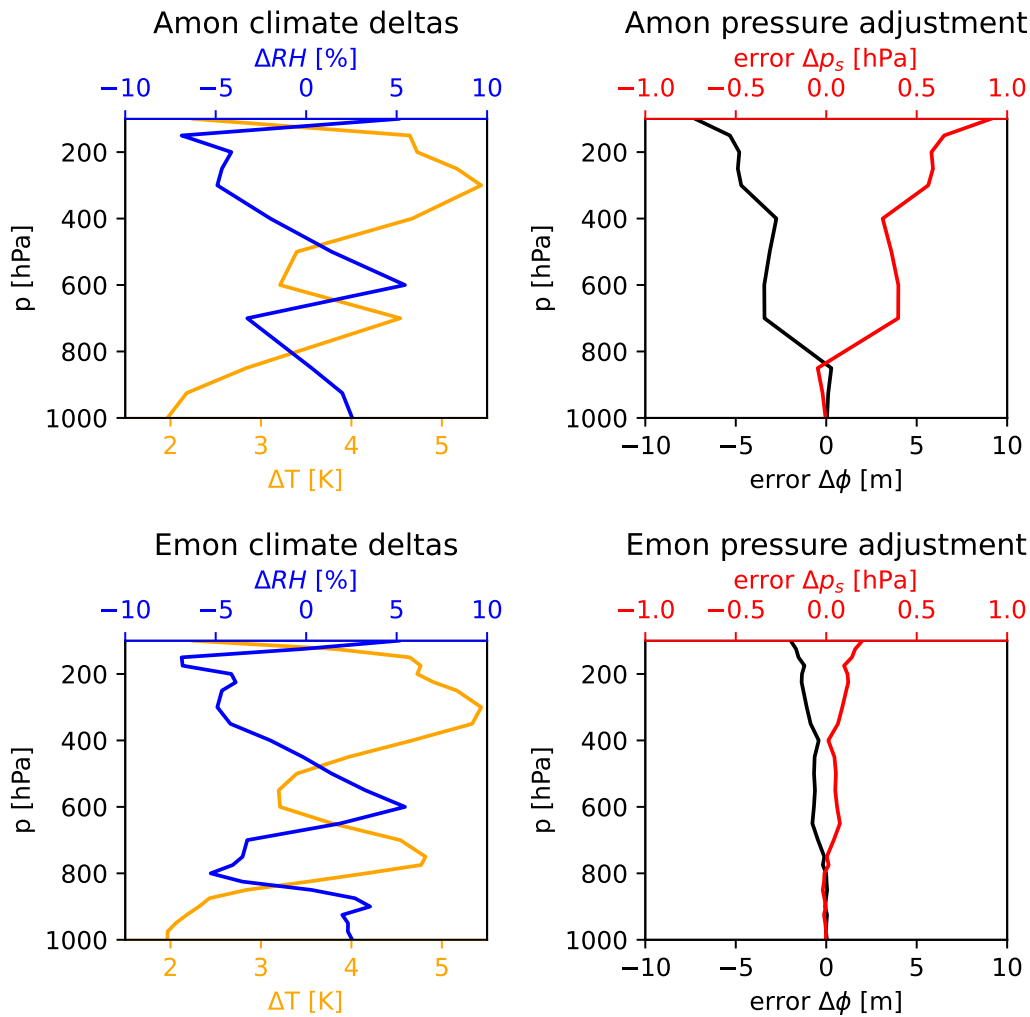 Amon climate deltas
ΔRH [%]
−10 −5 0 5 10
200
400
600
800
1000
p [hPa]
2 3 4 5
ΔT [K]
Amon pressure adjustment
error Δp_s [hPa]
−1.0 −0.5 0.0 0.5 1.0
200
400
600
800
1000
p [hPa]
−10 −5 0 5 10
error Δϕ [m]
Emon climate deltas
ΔRH [%]
−10 −5 0 5 10
200
400
600
800
1000
p [hPa]
2 3 4 5
ΔT [K]
Emon pressure adjustment
error Δp_s [hPa]
−1.0 −0.5 0.0 0.5 1.0
200
400
600
800
1000
p [hPa]
−10 −5 0 5 10
error Δϕ [m]